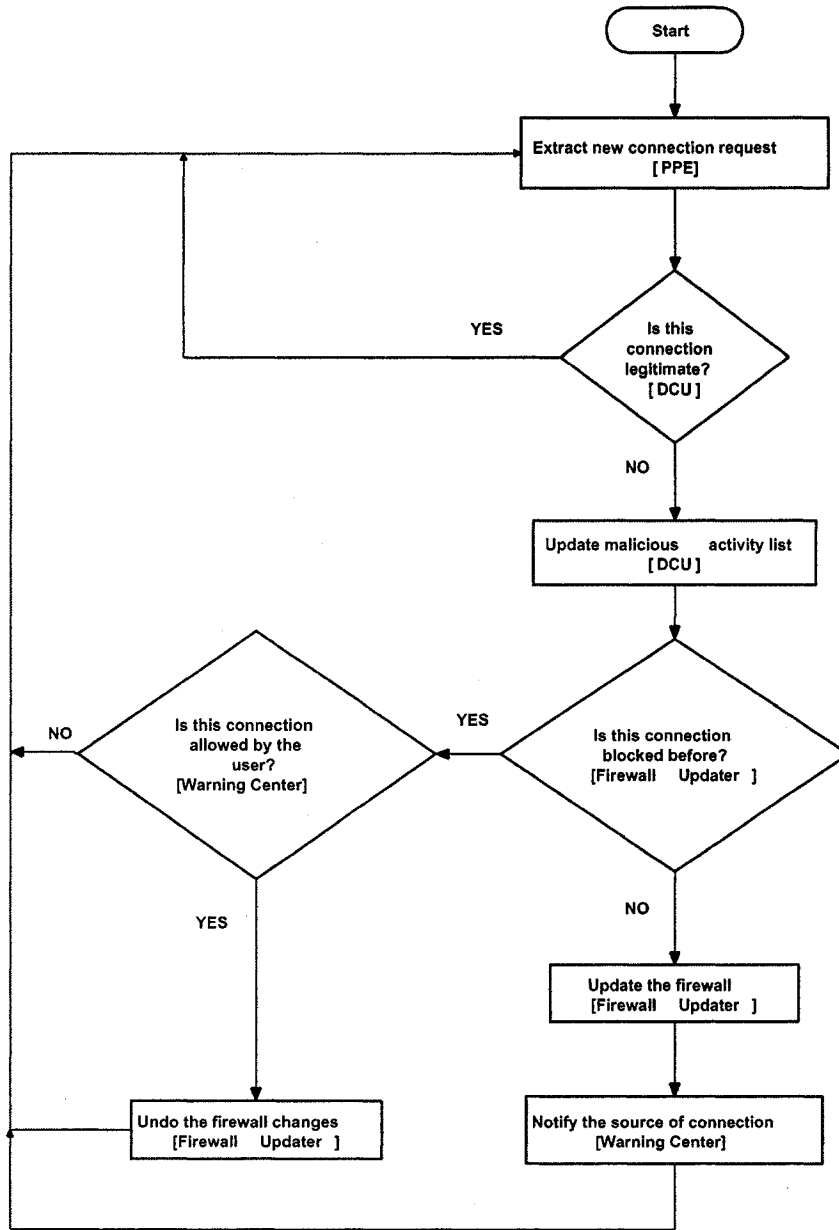 Start
Extract new connection request
[ PPE]
YES
Is this
connection
legitimate?
[ DCU ]
NO
Update malicious activity list
[ DCU ]
NO
Is this connection
allowed by the
user?
[Warning Center]
YES
Is this connection
blocked before?
[Firewall Updater ]
YES
NO
Update the firewall
[Firewall Updater ]
Undo the firewall changes
[Firewall Updater ]
Notify the source of connection
[Warning Center]